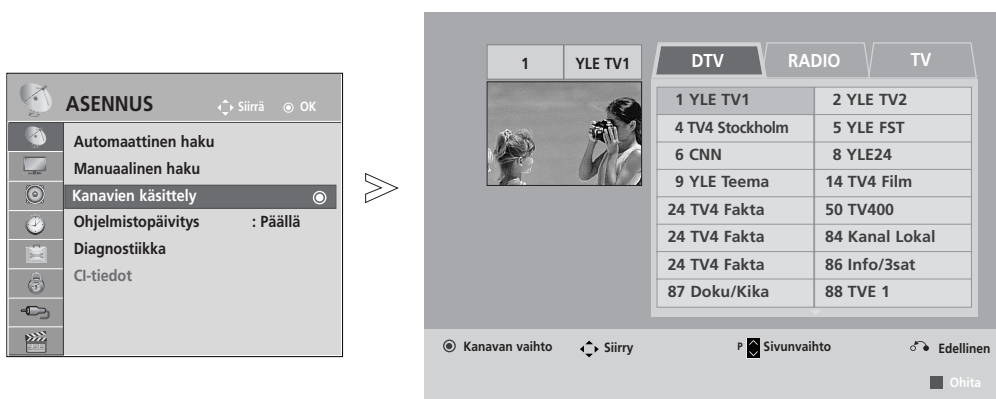 ASENNUS Siirrä OK
Automaattinen haku
Manuaalinen haku
Kanavien käsittely
Ohjelmistopäivitys : Päällä
Diagnostiikka
CI-tiedot
1 YLE TV1
DTV RADIO TV
1 YLE TV1 2 YLE TV2
4 TV4 Stockholm 5 YLE FST
6 CNN 8 YLE24
9 YLE Teema 14 TV4 Film
24 TV4 Fakta 50 TV400
24 TV4 Fakta 84 Kanal Lokal
24 TV4 Fakta 86 Info/3sat
87 Doku/Kika 88 TVE 1
Kanavan vaihto Siirry P Sivunvaihto Edellinen
Ohita